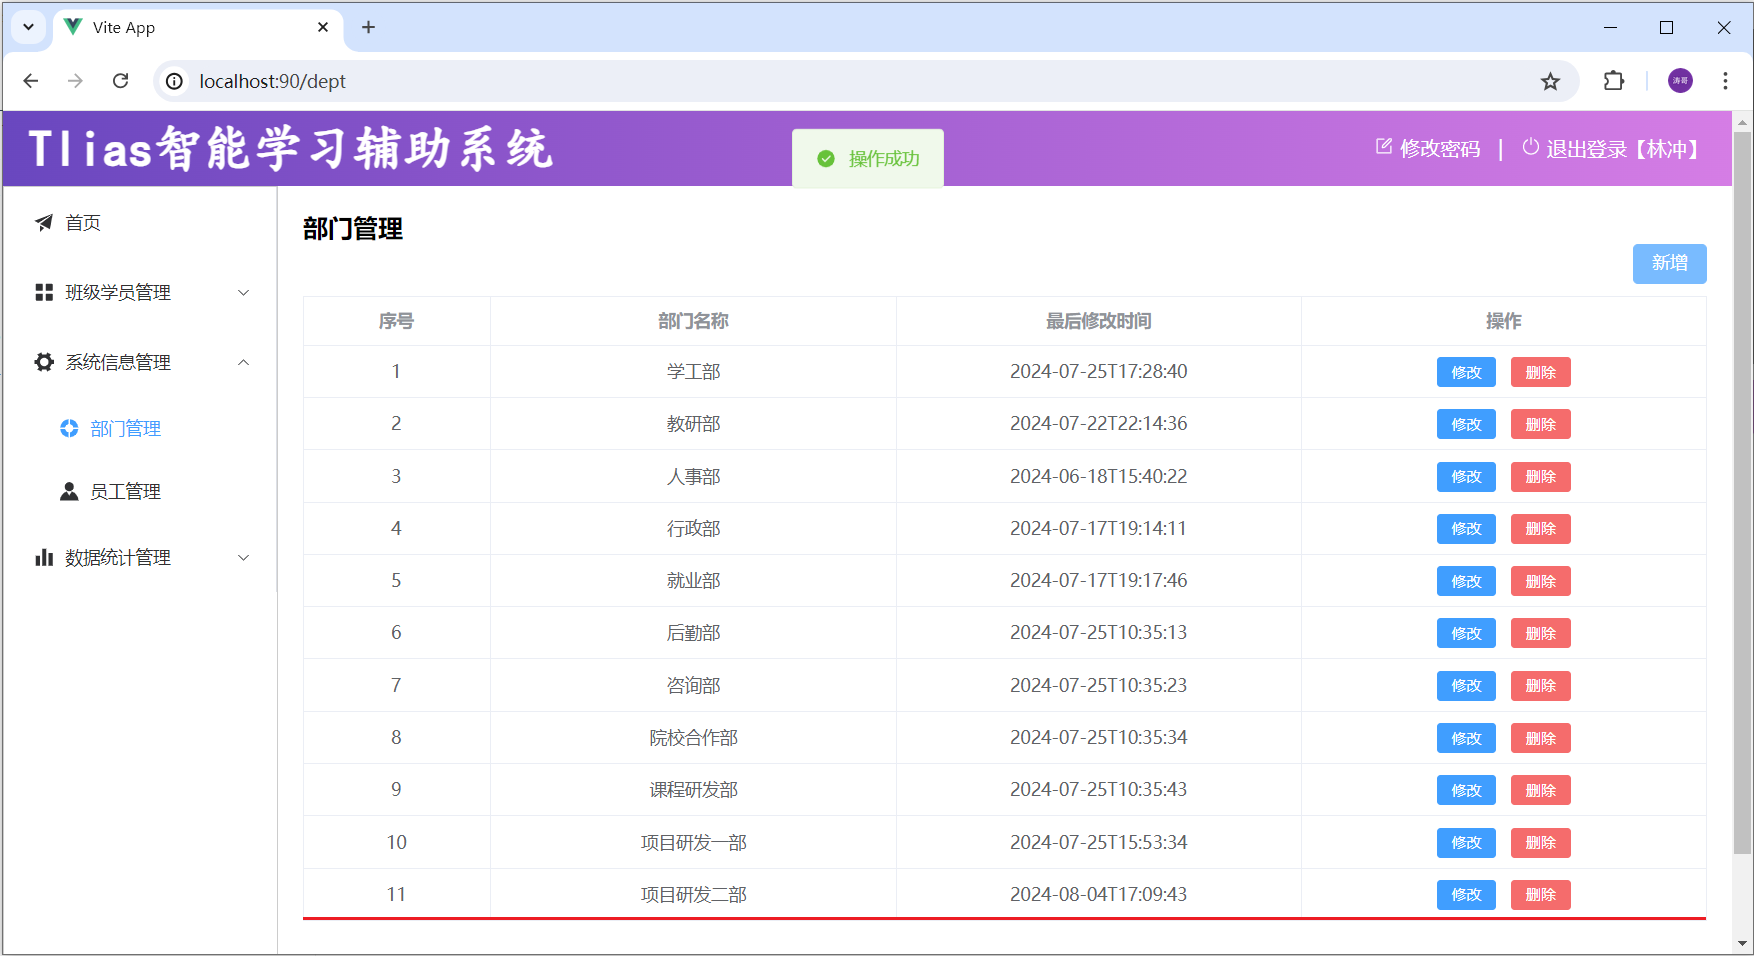 Vite App
localhost:90/dept
涛哥
Tlias智能学习辅助系统
操作成功
修改密码 | 退出登录【林冲】
首页
班级学员管理
系统信息管理
部门管理
员工管理
数据统计管理
部门管理
新增
序号 部门名称 最后修改时间 操作
1 学工部 2024-07-25T17:28:40 修改 删除
2 教研部 2024-07-22T22:14:36 修改 删除
3 人事部 2024-06-18T15:40:22 修改 删除
4 行政部 2024-07-17T19:14:11 修改 删除
5 就业部 2024-07-17T19:17:46 修改 删除
6 后勤部 2024-07-25T10:35:13 修改 删除
7 咨询部 2024-07-25T10:35:23 修改 删除
8 院校合作部 2024-07-25T10:35:34 修改 删除
9 课程研发部 2024-07-25T10:35:43 修改 删除
10 项目研发一部 2024-07-25T15:53:34 修改 删除
11 项目研发二部 2024-08-04T17:09:43 修改 删除